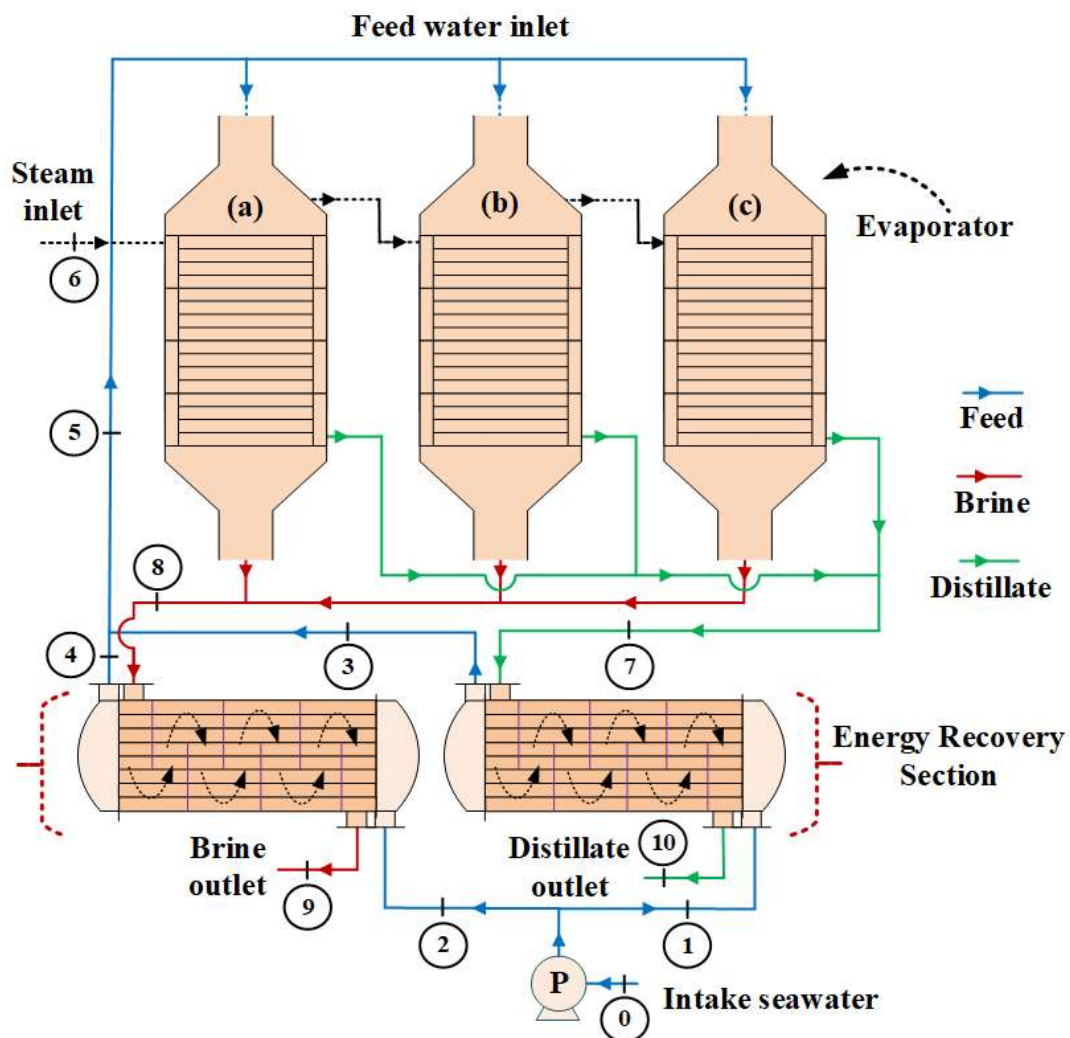 Feed water inlet
Steam
inlet
(a)
(b)
(c)
Evaporator
6
5
Feed
Brine
Distillate
8
4
3
7
Energy Recovery
Section
Brine
outlet
Distillate
outlet
10
9
2
1
P
Intake seawater
0